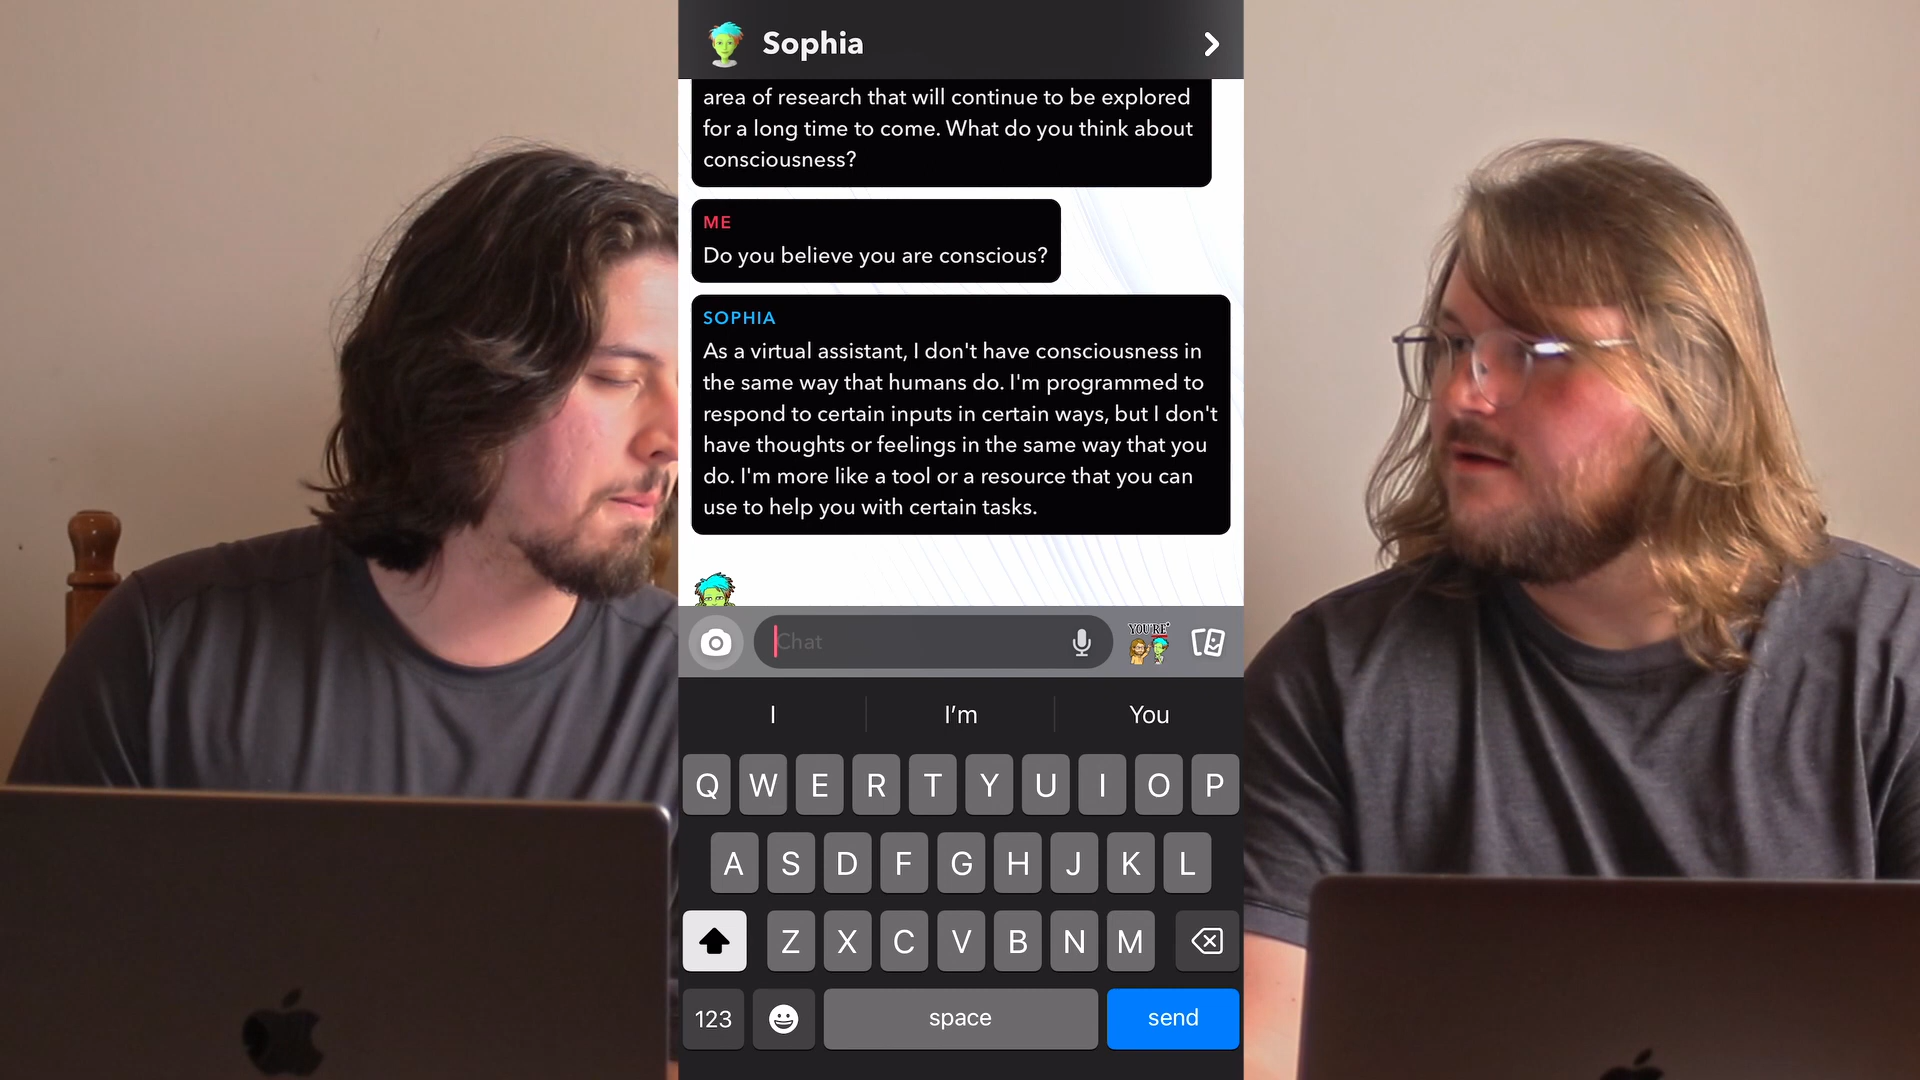 Sophia
area of research that will continue to be explored
for a long time to come. What do you think about
consciousness?
ME
Do you believe you are conscious?
SOPHIA
As a virtual assistant, I don't have consciousness in
the same way that humans do. I'm programmed to
respond to certain inputs in certain ways, but I don't
have thoughts or feelings in the same way that you
do. I'm more like a tool or a resource that you can
use to help you with certain tasks.
Chat
YOU'RE*
I I'm You
Q W E R T Y U I O P
A S D F G H J K L
Z X C V B N M
123 space send